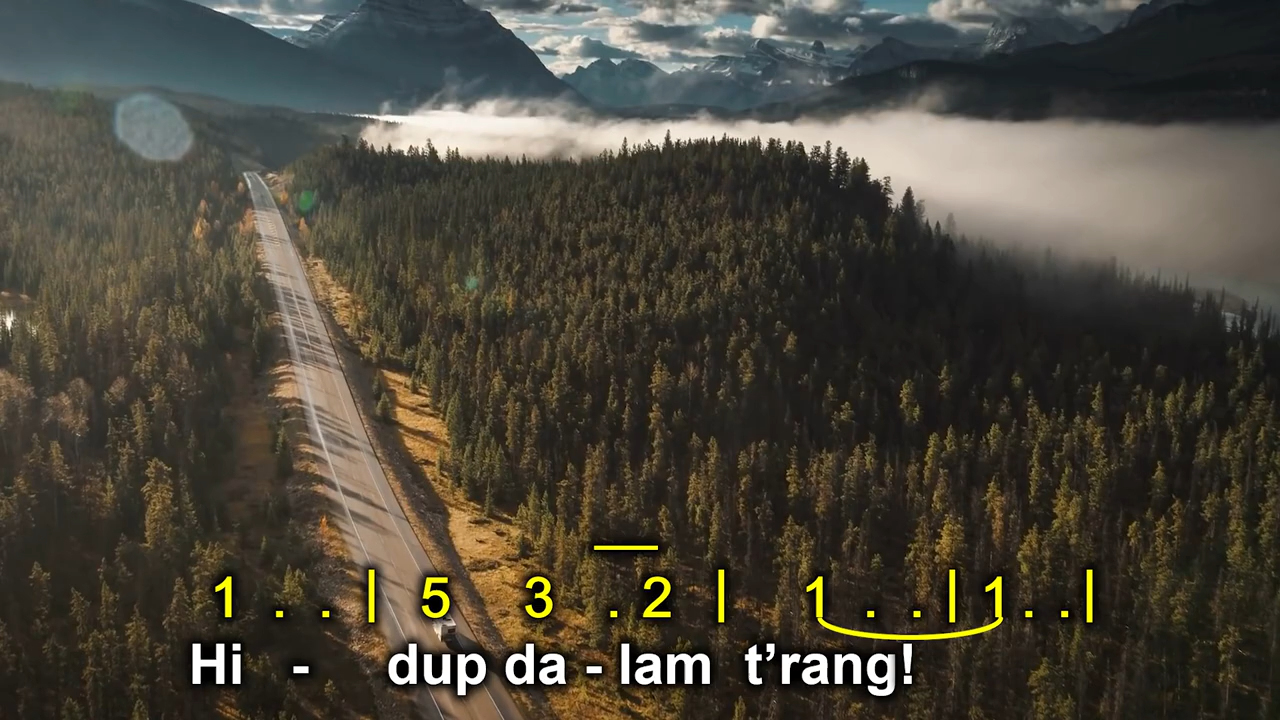 1 . . | 5 3 . 2 | 1 . . | 1 . . |
Hi - dup da - lam t’rang!